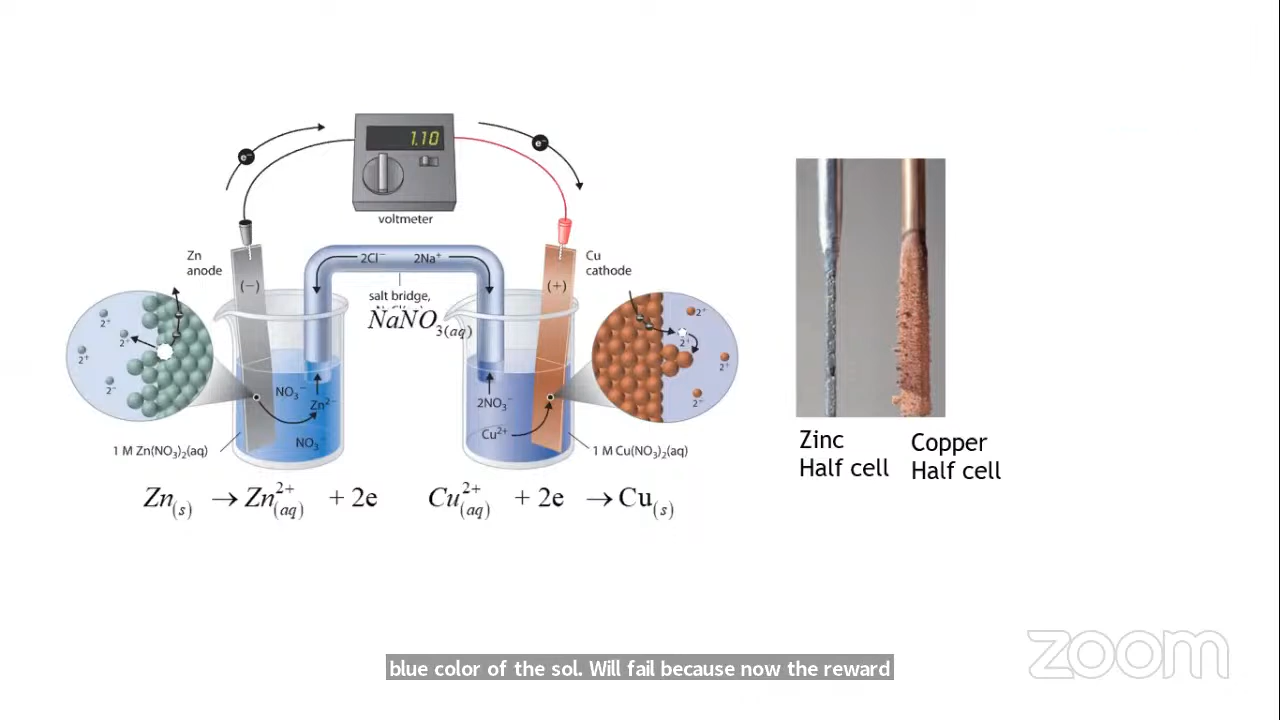 1.10
e⁻
e⁻
voltmeter
Zn
anode
(−)
2Cl⁻ 2Na⁺
salt bridge,
NaNO3(aq)
Cu
cathode
(+)
2+
2+
2+
2−
NO₃⁻
Zn²⁻
NO₃
2NO₃⁻
Cu²⁺
2+
2+
2+
2−
1 M Zn(NO₃)₂(aq)
1 M Cu(NO₃)₂(aq)
Zn(s) → Zn²⁺(aq) + 2e
Cu²⁺(aq) + 2e → Cu(s)
Zinc
Half cell
Copper
Half cell
zoom
blue color of the sol. Will fail because now the reward